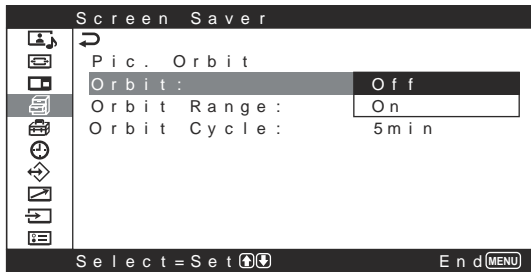 Screen Saver
Pic. Orbit
Orbit: Off
Orbit Range: On
Orbit Cycle: 5min
Select=Set End MENU